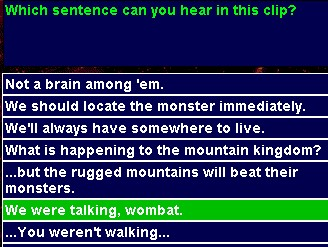 Which sentence can you hear in this clip?
Not a brain among 'em.
We should locate the monster immediately.
We'll always have somewhere to live.
What is happening to the mountain kingdom?
...but the rugged mountains will beat their
monsters.
We were talking, wombat.
...You weren't walking...